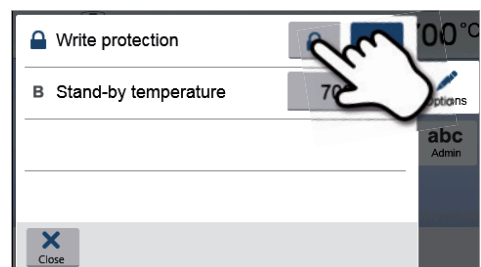 Write protection
00°C
B Stand-by temperature
70
Options
abc
Admin
Close